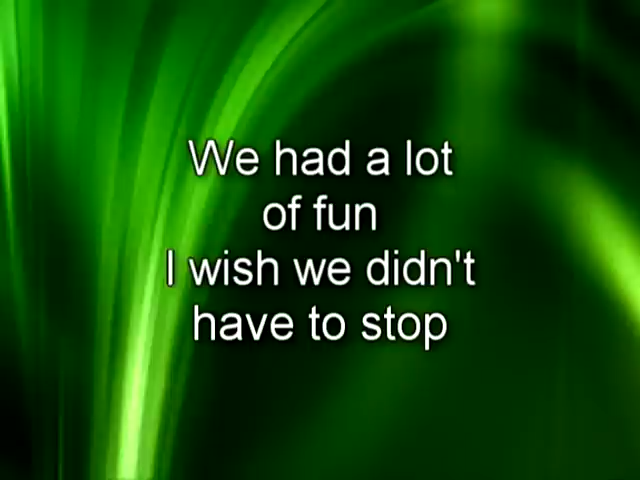 We had a lot
of fun
I wish we didn't
have to stop